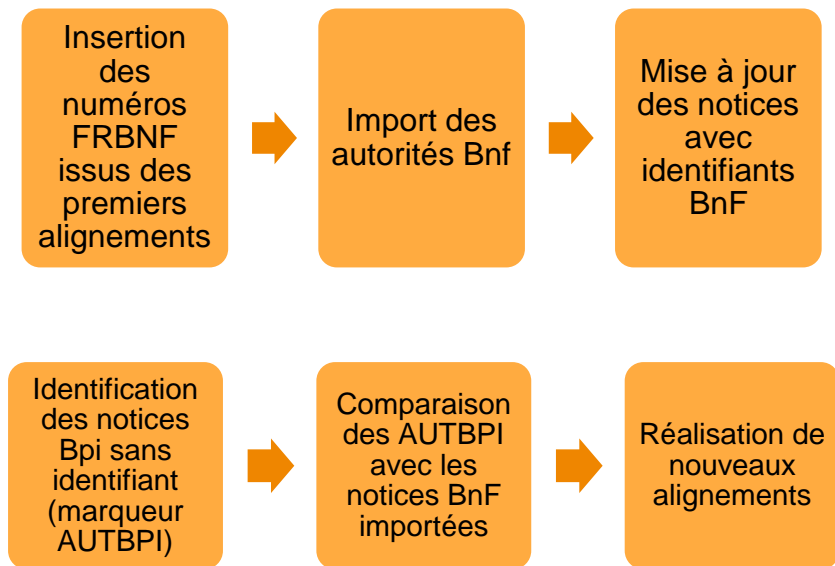 Insertion
des
numéros
FRBNF
issus des
premiers
alignements
Import des
autorités Bnf
Mise à jour
des notices
avec
identifiants
BnF
Identification
des notices
Bpi sans
identifiant
(marqueur
AUTBPI)
Comparaison
des AUTBPI
avec les
notices BnF
importées
Réalisation de
nouveaux
alignements